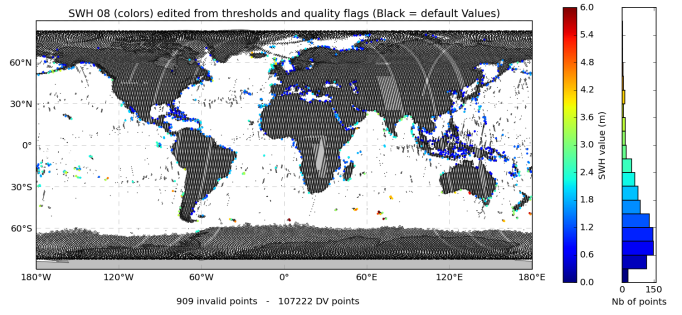 SWH 08 (colors) edited from thresholds and quality flags (Black = default Values)
60°N
30°N
0°
30°S
60°S
180°W
120°W
60°W
0°
60°E
120°E
180°E
909 invalid points - 107222 DV points
6.0
5.4
4.8
4.2
3.6
3.0
2.4
1.8
1.2
0.6
0.0
SWH value (m)
0
150
Nb of points